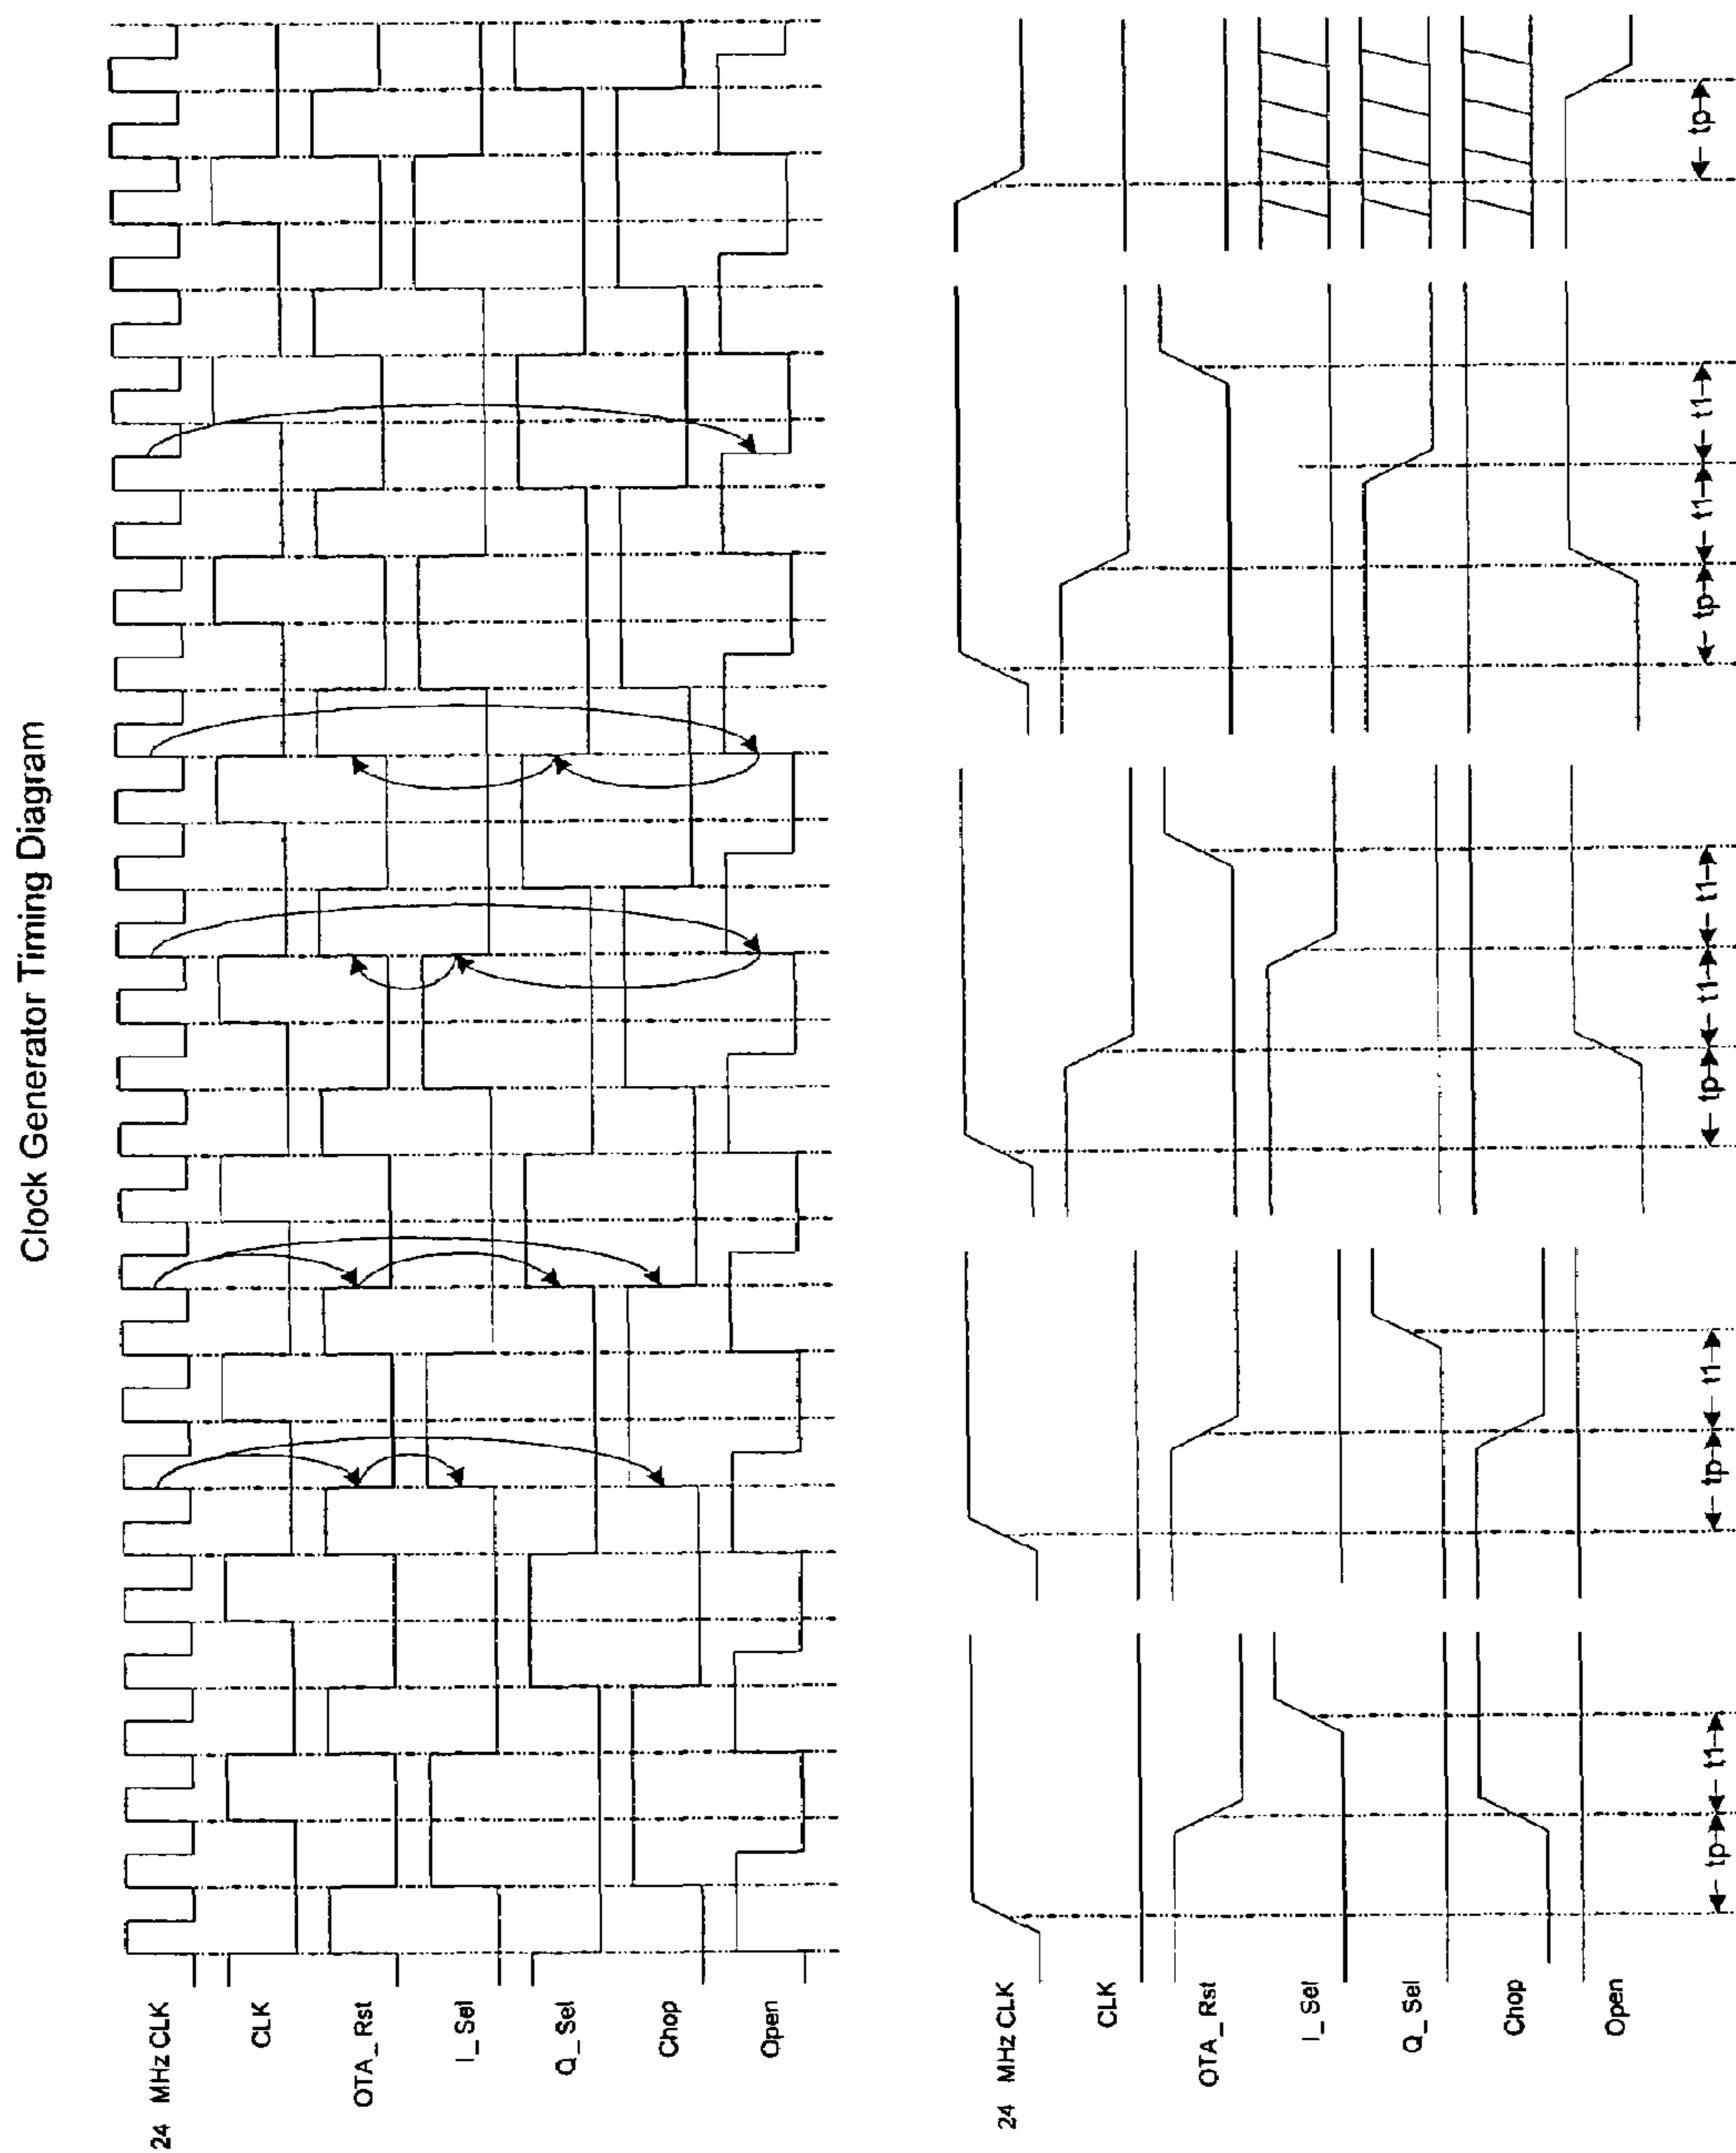 Clock Generator Timing Diagram
24 MHz CLK
CLK
OTA_Rst
I_Sel
Q_Sel
Chop
Open
24 MHz CLK
CLK
OTA_Rst
I_Sel
Q_Sel
Chop
Open
tp t1 tp t1 tp t1 t1 tp t1 t1 tp